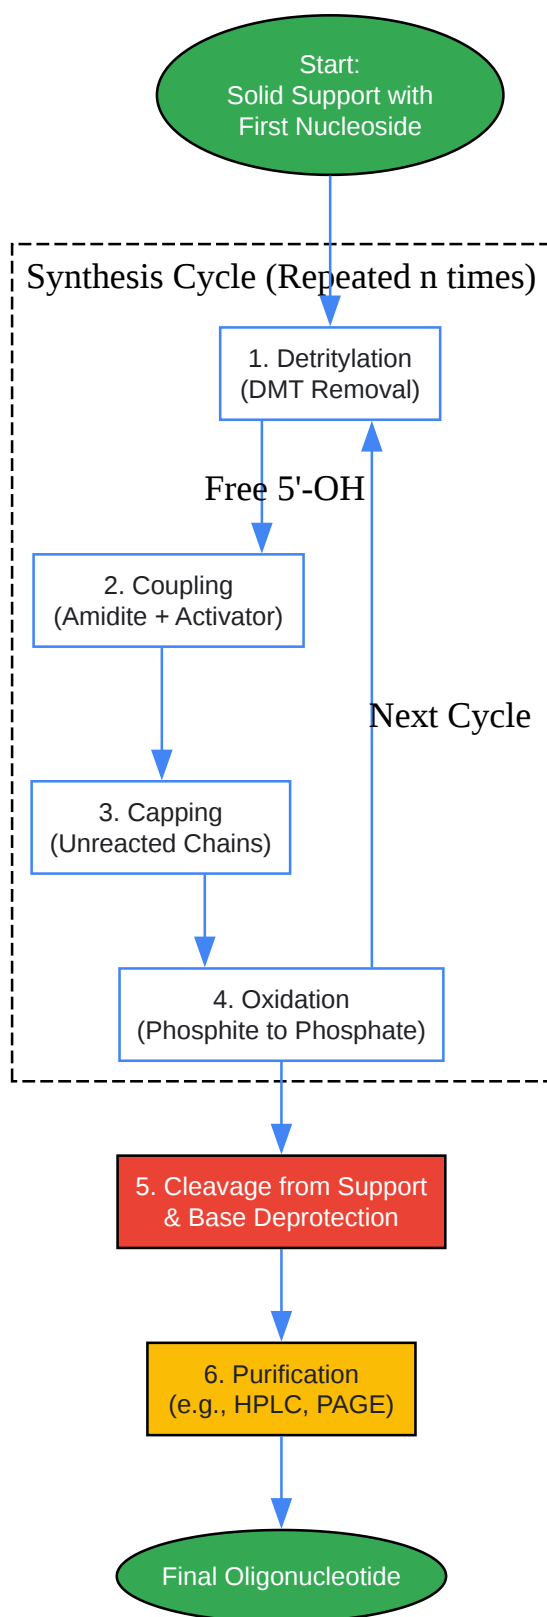 Start:
Solid Support with
First Nucleoside
Synthesis Cycle (Repeated n times)
1. Detritylation
(DMT Removal)
Free 5'-OH
2. Coupling
(Amidite + Activator)
Next Cycle
3. Capping
(Unreacted Chains)
4. Oxidation
(Phosphite to Phosphate)
5. Cleavage from Support
& Base Deprotection
6. Purification
(e.g., HPLC, PAGE)
Final Oligonucleotide